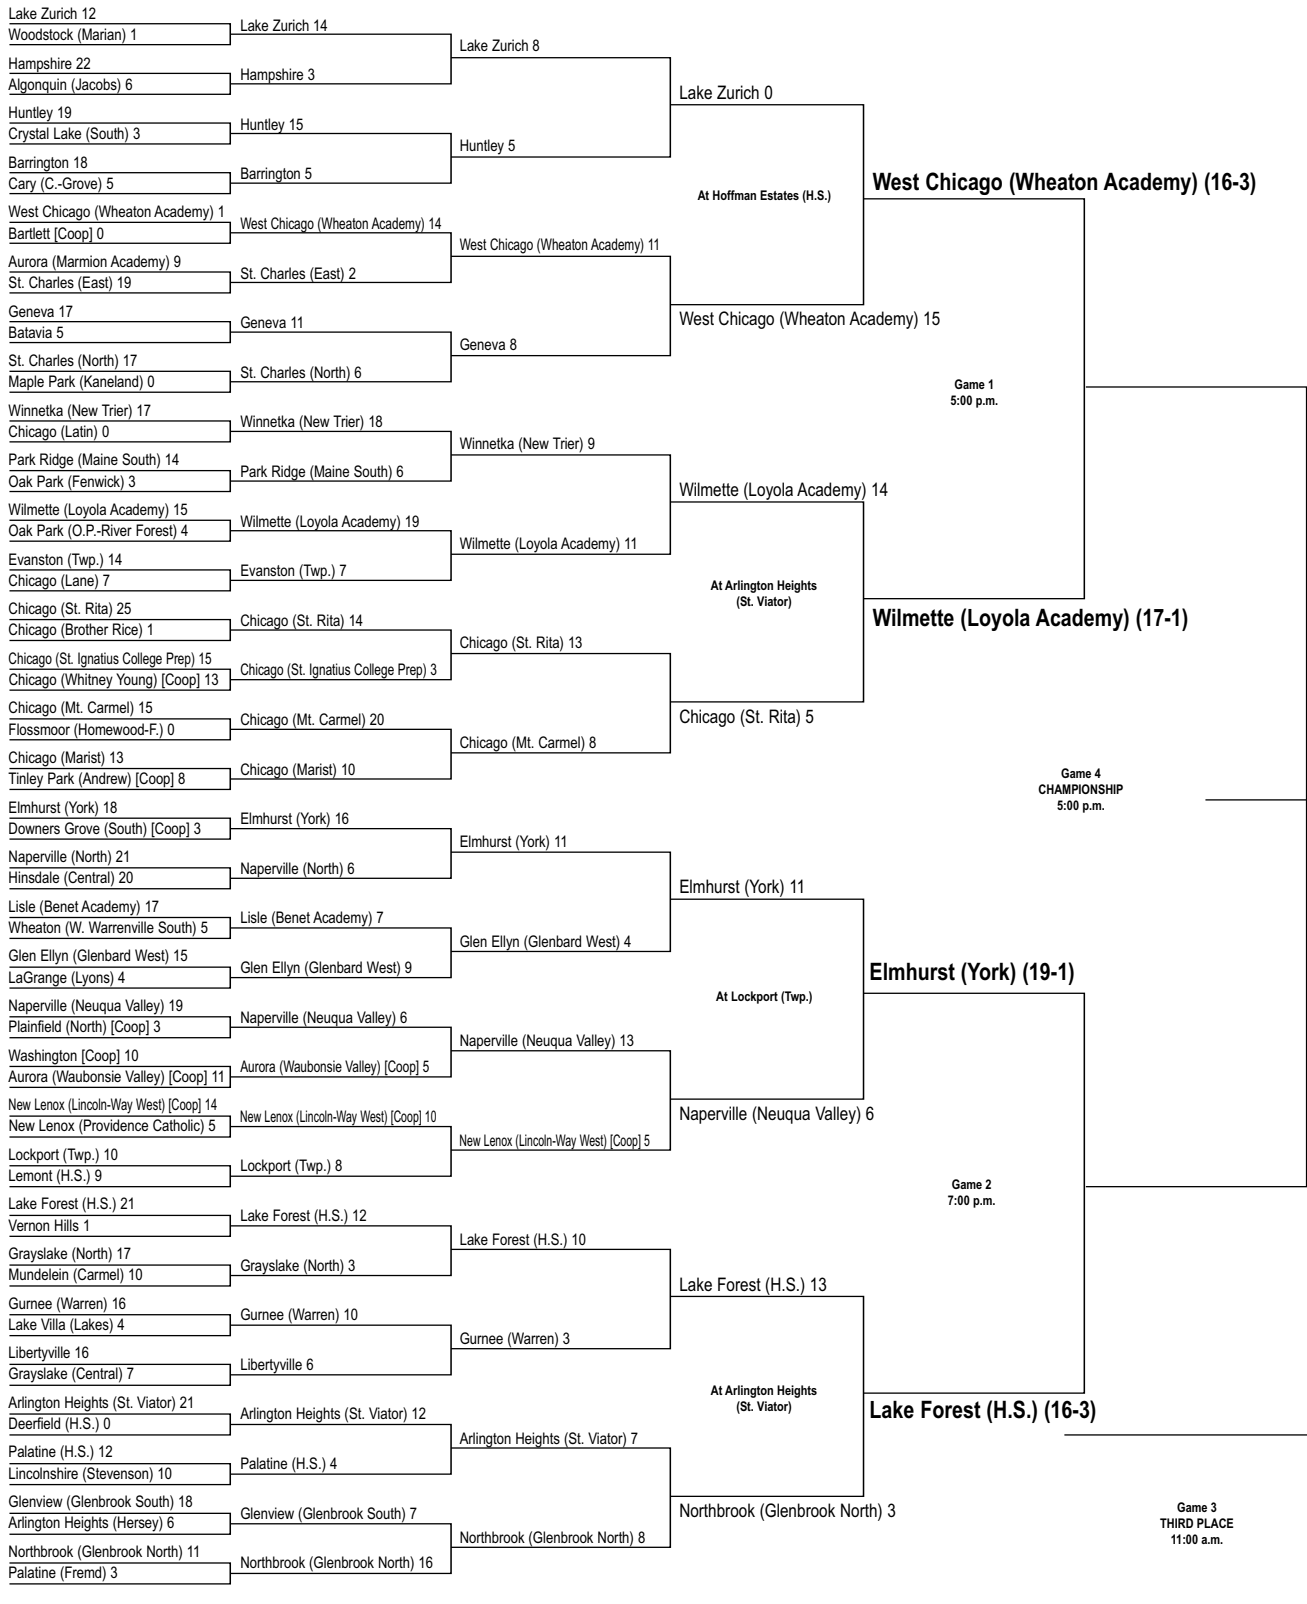 Lake Zurich 12
Woodstock (Marian) 1
Hampshire 22
Algonquin (Jacobs) 6
Huntley 19
Crystal Lake (South) 3
Barrington 18
Cary (C.-Grove) 5
West Chicago (Wheaton Academy) 1
Bartlett [Coop] 0
Aurora (Marmion Academy) 9
St. Charles (East) 19
Geneva 17
Batavia 5
St. Charles (North) 17
Maple Park (Kaneland) 0
Winnetka (New Trier) 17
Chicago (Latin) 0
Park Ridge (Maine South) 14
Oak Park (Fenwick) 3
Wilmette (Loyola Academy) 15
Oak Park (O.P.-River Forest) 4
Evanston (Twp.) 14
Chicago (Lane) 7
Chicago (St. Rita) 25
Chicago (Brother Rice) 1
Chicago (St. Ignatius College Prep) 15
Chicago (Whitney Young) [Coop] 13
Chicago (Mt. Carmel) 15
Flossmoor (Homewood-F.) 0
Chicago (Marist) 13
Tinley Park (Andrew) [Coop] 8
Elmhurst (York) 18
Downers Grove (South) [Coop] 3
Naperville (North) 21
Hinsdale (Central) 20
Lisle (Benet Academy) 17
Wheaton (W. Warrenville South) 5
Glen Ellyn (Glenbard West) 15
LaGrange (Lyons) 4
Naperville (Neuqua Valley) 19
Plainfield (North) [Coop] 3
Washington [Coop] 10
Aurora (Waubonsie Valley) [Coop] 11
New Lenox (Lincoln-Way West) [Coop] 14
New Lenox (Providence Catholic) 5
Lockport (Twp.) 10
Lemont (H.S.) 9
Lake Forest (H.S.) 21
Vernon Hills 1
Grayslake (North) 17
Mundelein (Carmel) 10
Gurnee (Warren) 16
Lake Villa (Lakes) 4
Libertyville 16
Grayslake (Central) 7
Arlington Heights (St. Viator) 21
Deerfield (H.S.) 0
Palatine (H.S.) 12
Lincolnshire (Stevenson) 10
Glenview (Glenbrook South) 18
Arlington Heights (Hersey) 6
Northbrook (Glenbrook North) 11
Palatine (Fremd) 3
Lake Zurich 14
Hampshire 3
Huntley 15
Barrington 5
West Chicago (Wheaton Academy) 14
St. Charles (East) 2
Geneva 11
St. Charles (North) 6
Winnetka (New Trier) 18
Park Ridge (Maine South) 6
Wilmette (Loyola Academy) 19
Evanston (Twp.) 7
Chicago (St. Rita) 14
Chicago (St. Ignatius College Prep) 3
Chicago (Mt. Carmel) 20
Chicago (Marist) 10
Elmhurst (York) 16
Naperville (North) 6
Lisle (Benet Academy) 7
Glen Ellyn (Glenbard West) 9
Naperville (Neuqua Valley) 6
Aurora (Waubonsie Valley) [Coop] 5
New Lenox (Lincoln-Way West) [Coop] 10
Lockport (Twp.) 8
Lake Forest (H.S.) 12
Grayslake (North) 3
Gurnee (Warren) 10
Libertyville 6
Arlington Heights (St. Viator) 12
Palatine (H.S.) 4
Glenview (Glenbrook South) 7
Northbrook (Glenbrook North) 16
Lake Zurich 8
Huntley 5
West Chicago (Wheaton Academy) 11
Geneva 8
Winnetka (New Trier) 9
Wilmette (Loyola Academy) 11
Chicago (St. Rita) 13
Chicago (Mt. Carmel) 8
Elmhurst (York) 11
Glen Ellyn (Glenbard West) 4
Naperville (Neuqua Valley) 13
New Lenox (Lincoln-Way West) [Coop] 5
Lake Forest (H.S.) 10
Gurnee (Warren) 3
Arlington Heights (St. Viator) 7
Northbrook (Glenbrook North) 8
Lake Zurich 0
At Hoffman Estates (H.S.)
West Chicago (Wheaton Academy) 15
Wilmette (Loyola Academy) 14
At Arlington Heights
(St. Viator)
Chicago (St. Rita) 5
Elmhurst (York) 11
At Lockport (Twp.)
Naperville (Neuqua Valley) 6
Lake Forest (H.S.) 13
At Arlington Heights
(St. Viator)
Northbrook (Glenbrook North) 3
West Chicago (Wheaton Academy) (16-3)
Game 1
5:00 p.m.
Wilmette (Loyola Academy) (17-1)
Elmhurst (York) (19-1)
Game 2
7:00 p.m.
Lake Forest (H.S.) (16-3)
Game 4
CHAMPIONSHIP
5:00 p.m.
Game 3
THIRD PLACE
11:00 a.m.